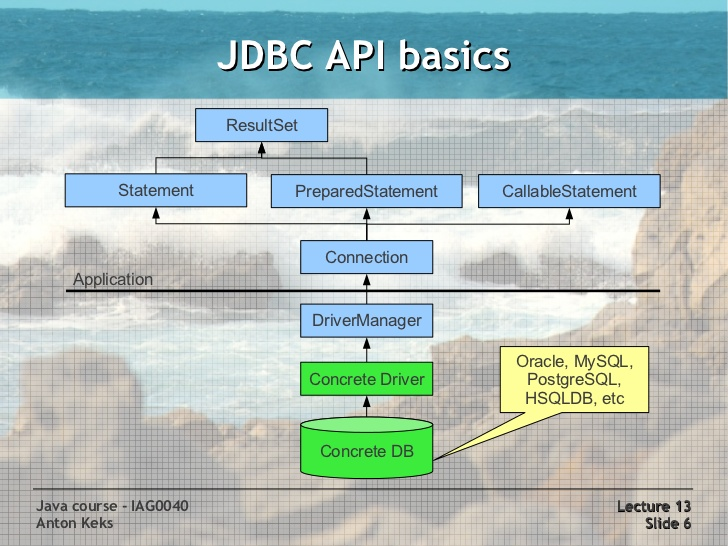 JDBC API basics
ResultSet
Statement
PreparedStatement
CallableStatement
Connection
Application
DriverManager
Concrete Driver
Oracle, MySQL,
PostgreSQL,
HSQLDB, etc
Concrete DB
Java course - IAG0040
Anton Keks
Lecture 13
Slide 6